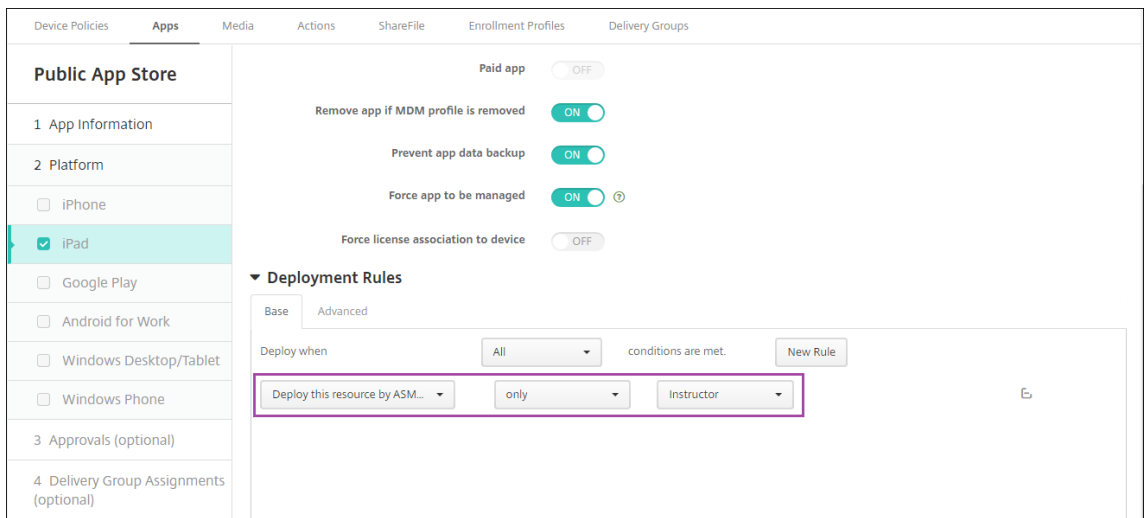 Device Policies Apps Media Actions ShareFile Enrollment Profiles Delivery Groups
Public App Store
1 App Information
2 Platform
iPhone
iPad
Google Play
Android for Work
Windows Desktop/Tablet
Windows Phone
3 Approvals (optional)
4 Delivery Group Assignments
(optional)
Paid app OFF
Remove app if MDM profile is removed ON
Prevent app data backup ON
Force app to be managed ON ?
Force license association to device OFF
Deployment Rules
Base Advanced
Deploy when All conditions are met. New Rule
Deploy this resource by ASM... only Instructor